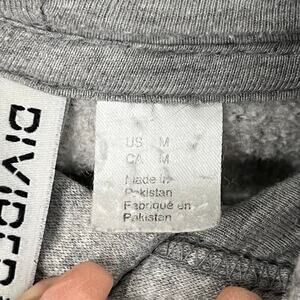 DIVIDED
US M
CA M
Made in
Pakistan
Fabriqué en
Pakistan